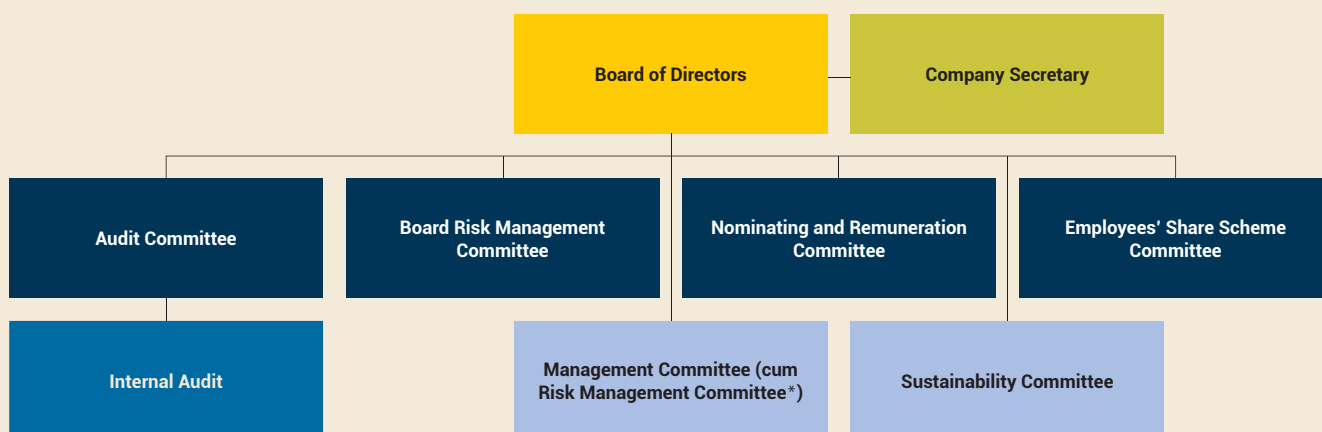 Board of Directors
Company Secretary
Audit Committee
Board Risk Management
Committee
Nominating and Remuneration
Committee
Employees' Share Scheme
Committee
Internal Audit
Management Committee (cum
Risk Management Committee*)
Sustainability Committee